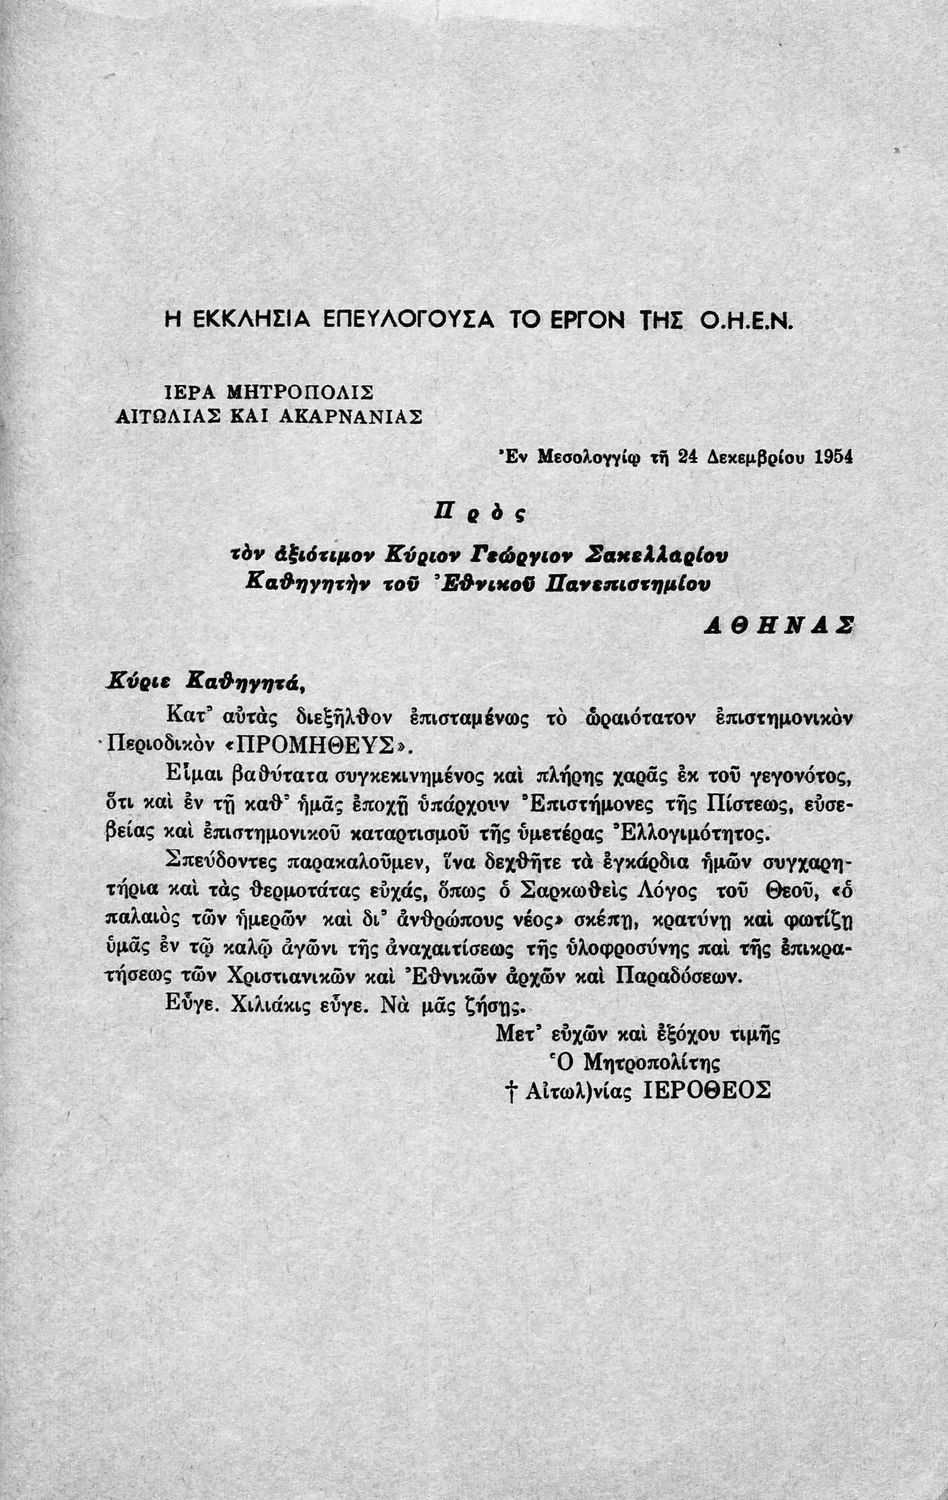 Η ΕΚΚΛΗΣΙΑ ΕΠΕΥΛΟΓΟΥΣΑ ΤΟ ΕΡΓΟΝ ΤΗΣ Ο.Η.Ε.Ν.
ΙΕΡΑ ΜΗΤΡΟΠΟΛΙΣ
ΑΙΤΩΛΙΑΣ ΚΑΙ ΑΚΑΡΝΑΝΙΑΣ
Ἐν Μεσολογγίῳ τῇ 24 Δεκεμβρίου 1954
Πρὸς
τὸν ἀξιότιμον Κύριον Γεώργιον Σακελλαρίου
Καθηγητὴν τοῦ Ἐθνικοῦ Πανεπιστημίου
ΑΘΗΝΑΣ
Κύριε Καθηγητά,
Κατ' αὐτὰς διεξῆλθον ἐπισταμένως τὸ ὡραιότατον ἐπιστημονικὸν
Περιοδικὸν «ΠΡΟΜΗΘΕΥΣ».
Εἶμαι βαθύτατα συγκεκινημένος καὶ πλήρης χαρᾶς ἐκ τοῦ γεγονότος,
ὅτι καὶ ἐν τῇ καθ' ἡμᾶς ἐποχῇ ὑπάρχουν Ἐπιστήμονες τῆς Πίστεως, εὐσε-
βείας καὶ ἐπιστημονικοῦ καταρτισμοῦ τῆς ὑμετέρας Ἐλλογιμότητος.
Σπεύδοντες παρακαλοῦμεν, ἵνα δεχθῆτε τὰ ἐγκάρδια ἡμῶν συγχαρη-
τήρια καὶ τὰς θερμοτάτας εὐχάς, ὅπως ὁ Σαρκωθεὶς Λόγος τοῦ Θεοῦ, «ὁ
παλαιὸς τῶν ἡμερῶν καὶ δι' ἀνθρώπους νέος» σκέπῃ, κρατύνῃ καὶ φωτίζῃ
ὑμᾶς ἐν τῷ καλῷ ἀγῶνι τῆς ἀναχαιτίσεως τῆς ὑλοφροσύνης παὶ τῆς ἐπικρα-
τήσεως τῶν Χριστιανικῶν καὶ Ἐθνικῶν ἀρχῶν καὶ Παραδόσεων.
Εὖγε. Χιλιάκις εὖγε. Νὰ μᾶς ζήσῃς.
Μετ' εὐχῶν καὶ ἐξόχου τιμῆς
Ὁ Μητροπολίτης
† Αἰτωλ)νίας ΙΕΡΟΘΕΟΣ